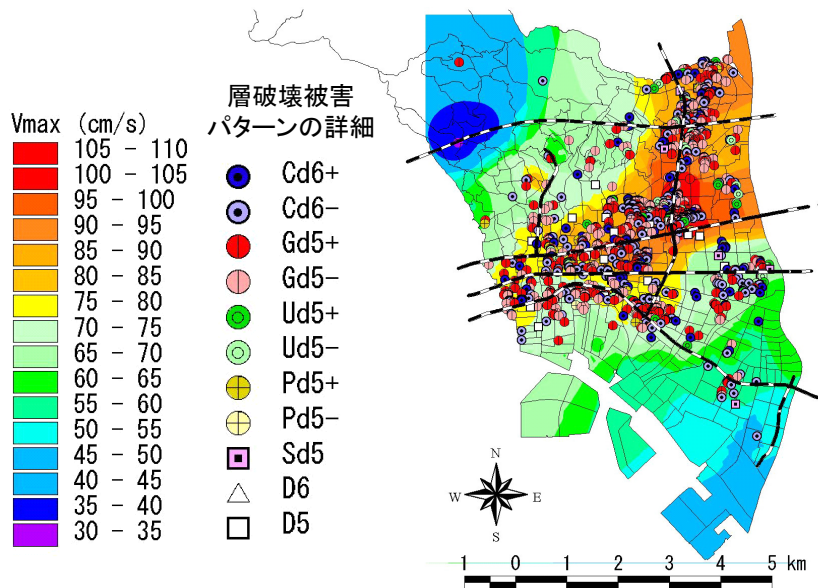 Vmax (cm/s)
105 - 110
100 - 105
95 - 100
90 - 95
85 - 90
80 - 85
75 - 80
70 - 75
65 - 70
60 - 65
55 - 60
50 - 55
45 - 50
40 - 45
35 - 40
30 - 35
層破壊被害
パターンの詳細
Cd6+
Cd6-
Gd5+
Gd5-
Ud5+
Ud5-
Pd5+
Pd5-
Sd5
D6
D5
N
W E
S
1 0 1 2 3 4 5 km